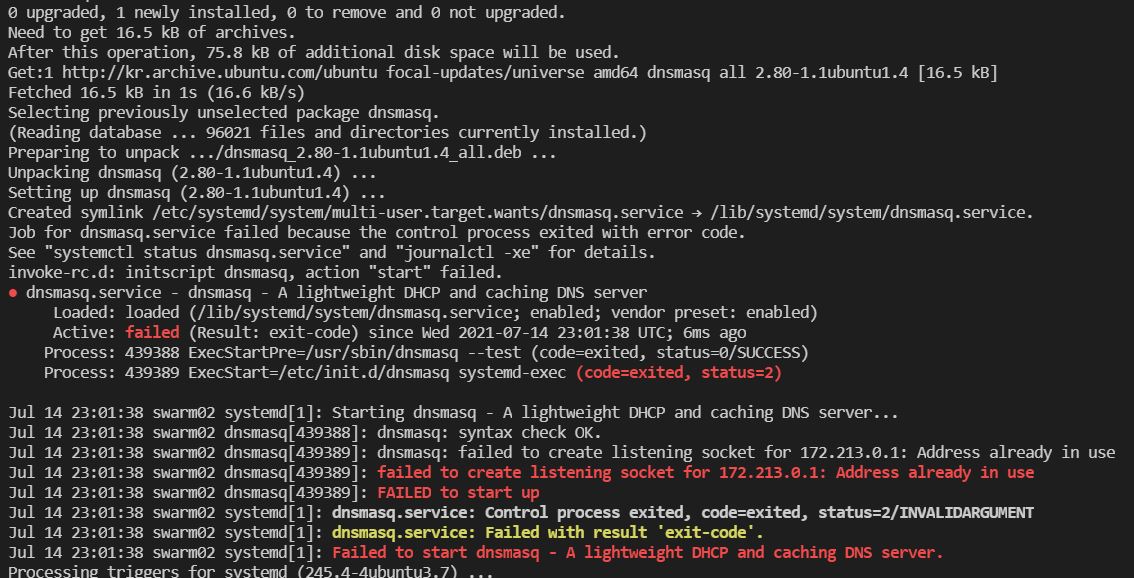 0 upgraded, 1 newly installed, 0 to remove and 0 not upgraded.
Need to get 16.5 kB of archives.
After this operation, 75.8 kB of additional disk space will be used.
Get:1 http://kr.archive.ubuntu.com/ubuntu focal-updates/universe amd64 dnsmasq all 2.80-1.1ubuntu1.4 [16.5 kB]
Fetched 16.5 kB in 1s (16.6 kB/s)
Selecting previously unselected package dnsmasq.
(Reading database ... 96021 files and directories currently installed.)
Preparing to unpack .../dnsmasq_2.80-1.1ubuntu1.4_all.deb ...
Unpacking dnsmasq (2.80-1.1ubuntu1.4) ...
Setting up dnsmasq (2.80-1.1ubuntu1.4) ...
Created symlink /etc/systemd/system/multi-user.target.wants/dnsmasq.service → /lib/systemd/system/dnsmasq.service.
Job for dnsmasq.service failed because the control process exited with error code.
See "systemctl status dnsmasq.service" and "journalctl -xe" for details.
invoke-rc.d: initscript dnsmasq, action "start" failed.
● dnsmasq.service - dnsmasq - A lightweight DHCP and caching DNS server
Loaded: loaded (/lib/systemd/system/dnsmasq.service; enabled; vendor preset: enabled)
Active: failed (Result: exit-code) since Wed 2021-07-14 23:01:38 UTC; 6ms ago
Process: 439388 ExecStartPre=/usr/sbin/dnsmasq --test (code=exited, status=0/SUCCESS)
Process: 439389 ExecStart=/etc/init.d/dnsmasq systemd-exec (code=exited, status=2)
Jul 14 23:01:38 swarm02 systemd[1]: Starting dnsmasq - A lightweight DHCP and caching DNS server...
Jul 14 23:01:38 swarm02 dnsmasq[439388]: dnsmasq: syntax check OK.
Jul 14 23:01:38 swarm02 dnsmasq[439389]: dnsmasq: failed to create listening socket for 172.213.0.1: Address already in use
Jul 14 23:01:38 swarm02 dnsmasq[439389]: failed to create listening socket for 172.213.0.1: Address already in use
Jul 14 23:01:38 swarm02 dnsmasq[439389]: FAILED to start up
Jul 14 23:01:38 swarm02 systemd[1]: dnsmasq.service: Control process exited, code=exited, status=2/INVALIDARGUMENT
Jul 14 23:01:38 swarm02 systemd[1]: dnsmasq.service: Failed with result 'exit-code'.
Jul 14 23:01:38 swarm02 systemd[1]: Failed to start dnsmasq - A lightweight DHCP and caching DNS server.
Processing triggers for systemd (245.4-4ubuntu3.7) ...